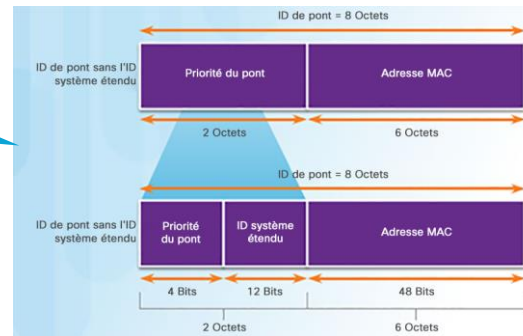 ID de pont = 8 Octets
ID de pont sans l'ID
système étendu
Priorité du pont
Adresse MAC
2 Octets
6 Octets
ID de pont = 8 Octets
ID de pont sans l'ID
système étendu
Priorité
du pont
ID système
étendu
Adresse MAC
4 Bits
12 Bits
48 Bits
2 Octets
6 Octets